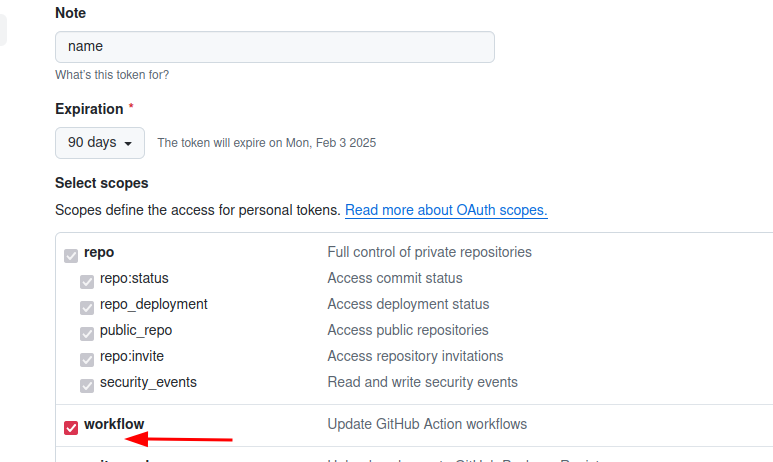 Note
name
What's this token for?
Expiration *
90 days The token will expire on Mon, Feb 3 2025
Select scopes
Scopes define the access for personal tokens. Read more about OAuth scopes.
repo Full control of private repositories
repo:status Access commit status
repo_deployment Access deployment status
public_repo Access public repositories
repo:invite Access repository invitations
security_events Read and write security events
workflow Update GitHub Action workflows